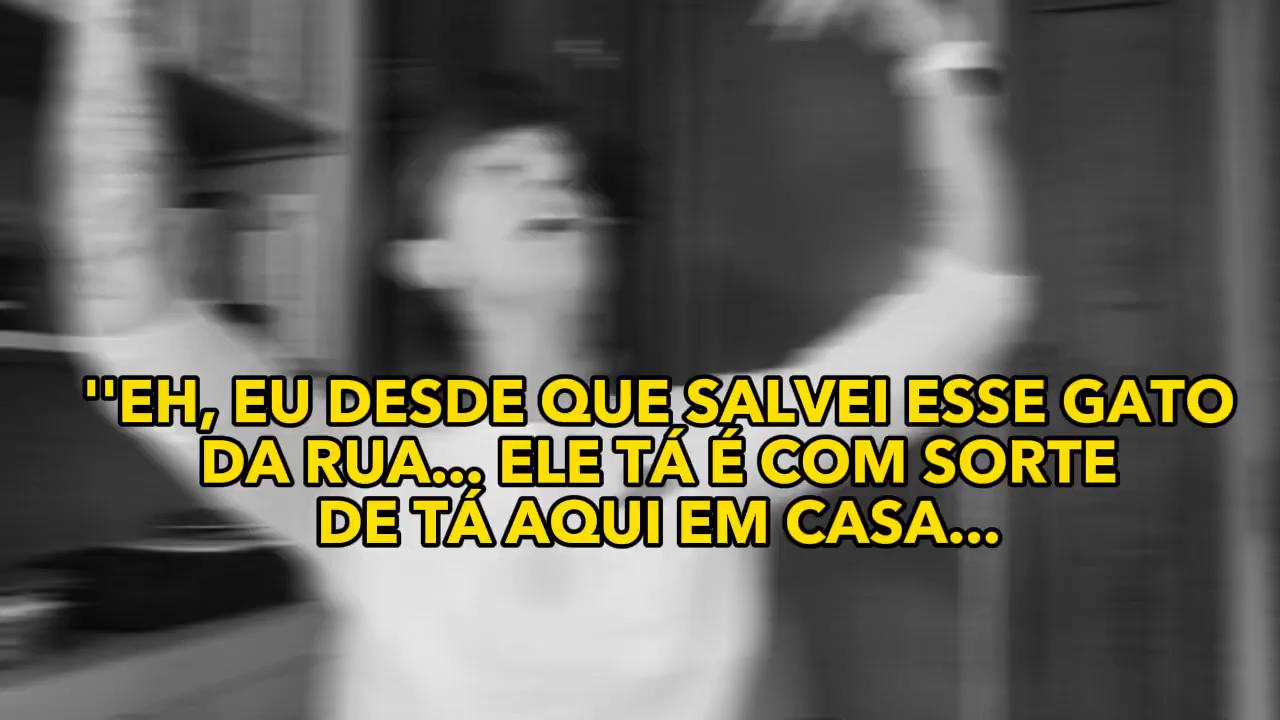 ''EH, EU DESDE QUE SALVEI ESSE GATO
DA RUA... ELE TÁ É COM SORTE
DE TÁ AQUI EM CASA...